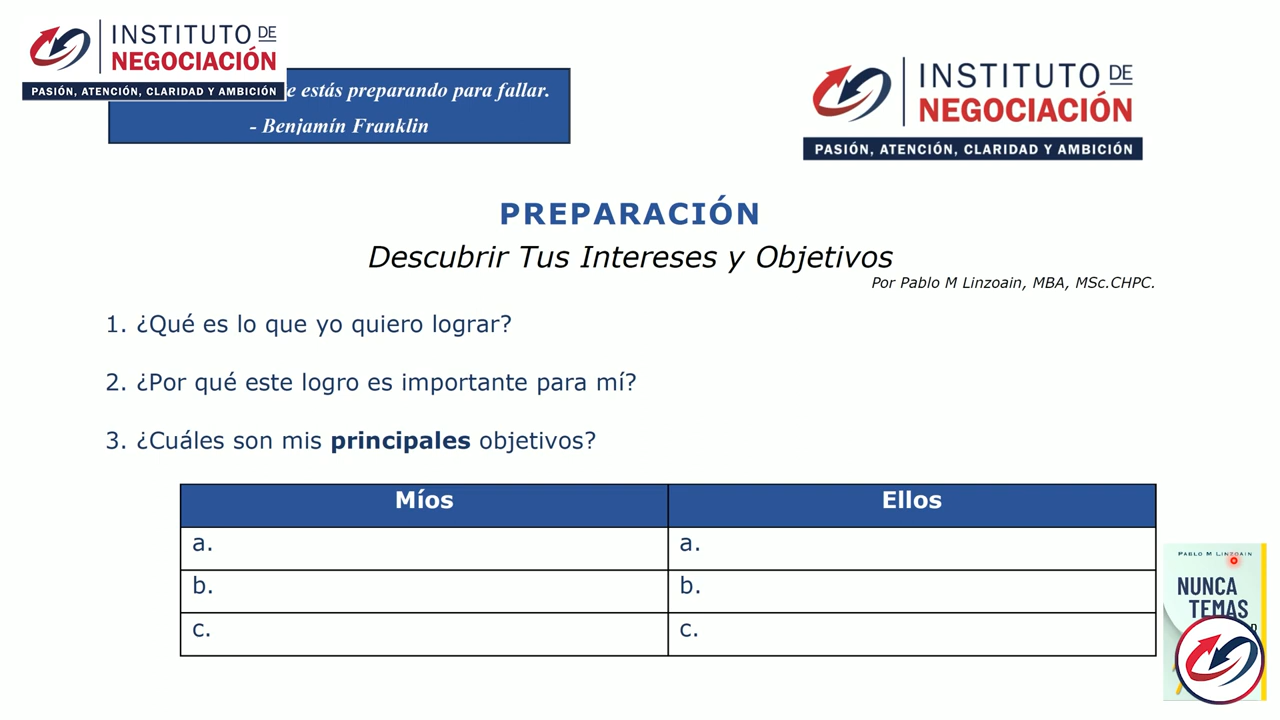 INSTITUTO DE
NEGOCIACIÓN
PASIÓN, ATENCIÓN, CLARIDAD Y AMBICIÓN
e estás preparando para fallar.
- Benjamín Franklin
INSTITUTO DE
NEGOCIACIÓN
PASIÓN, ATENCIÓN, CLARIDAD Y AMBICIÓN
PREPARACIÓN
Descubrir Tus Intereses y Objetivos
Por Pablo M Linzoain, MBA, MSc.CHPC.
1. ¿Qué es lo que yo quiero lograr?
2. ¿Por qué este logro es importante para mí?
3. ¿Cuáles son mis principales objetivos?
Míos Ellos
a. a.
b. b.
c. c.
PABLO M LINZOAIN
NUNCA
TEMAS